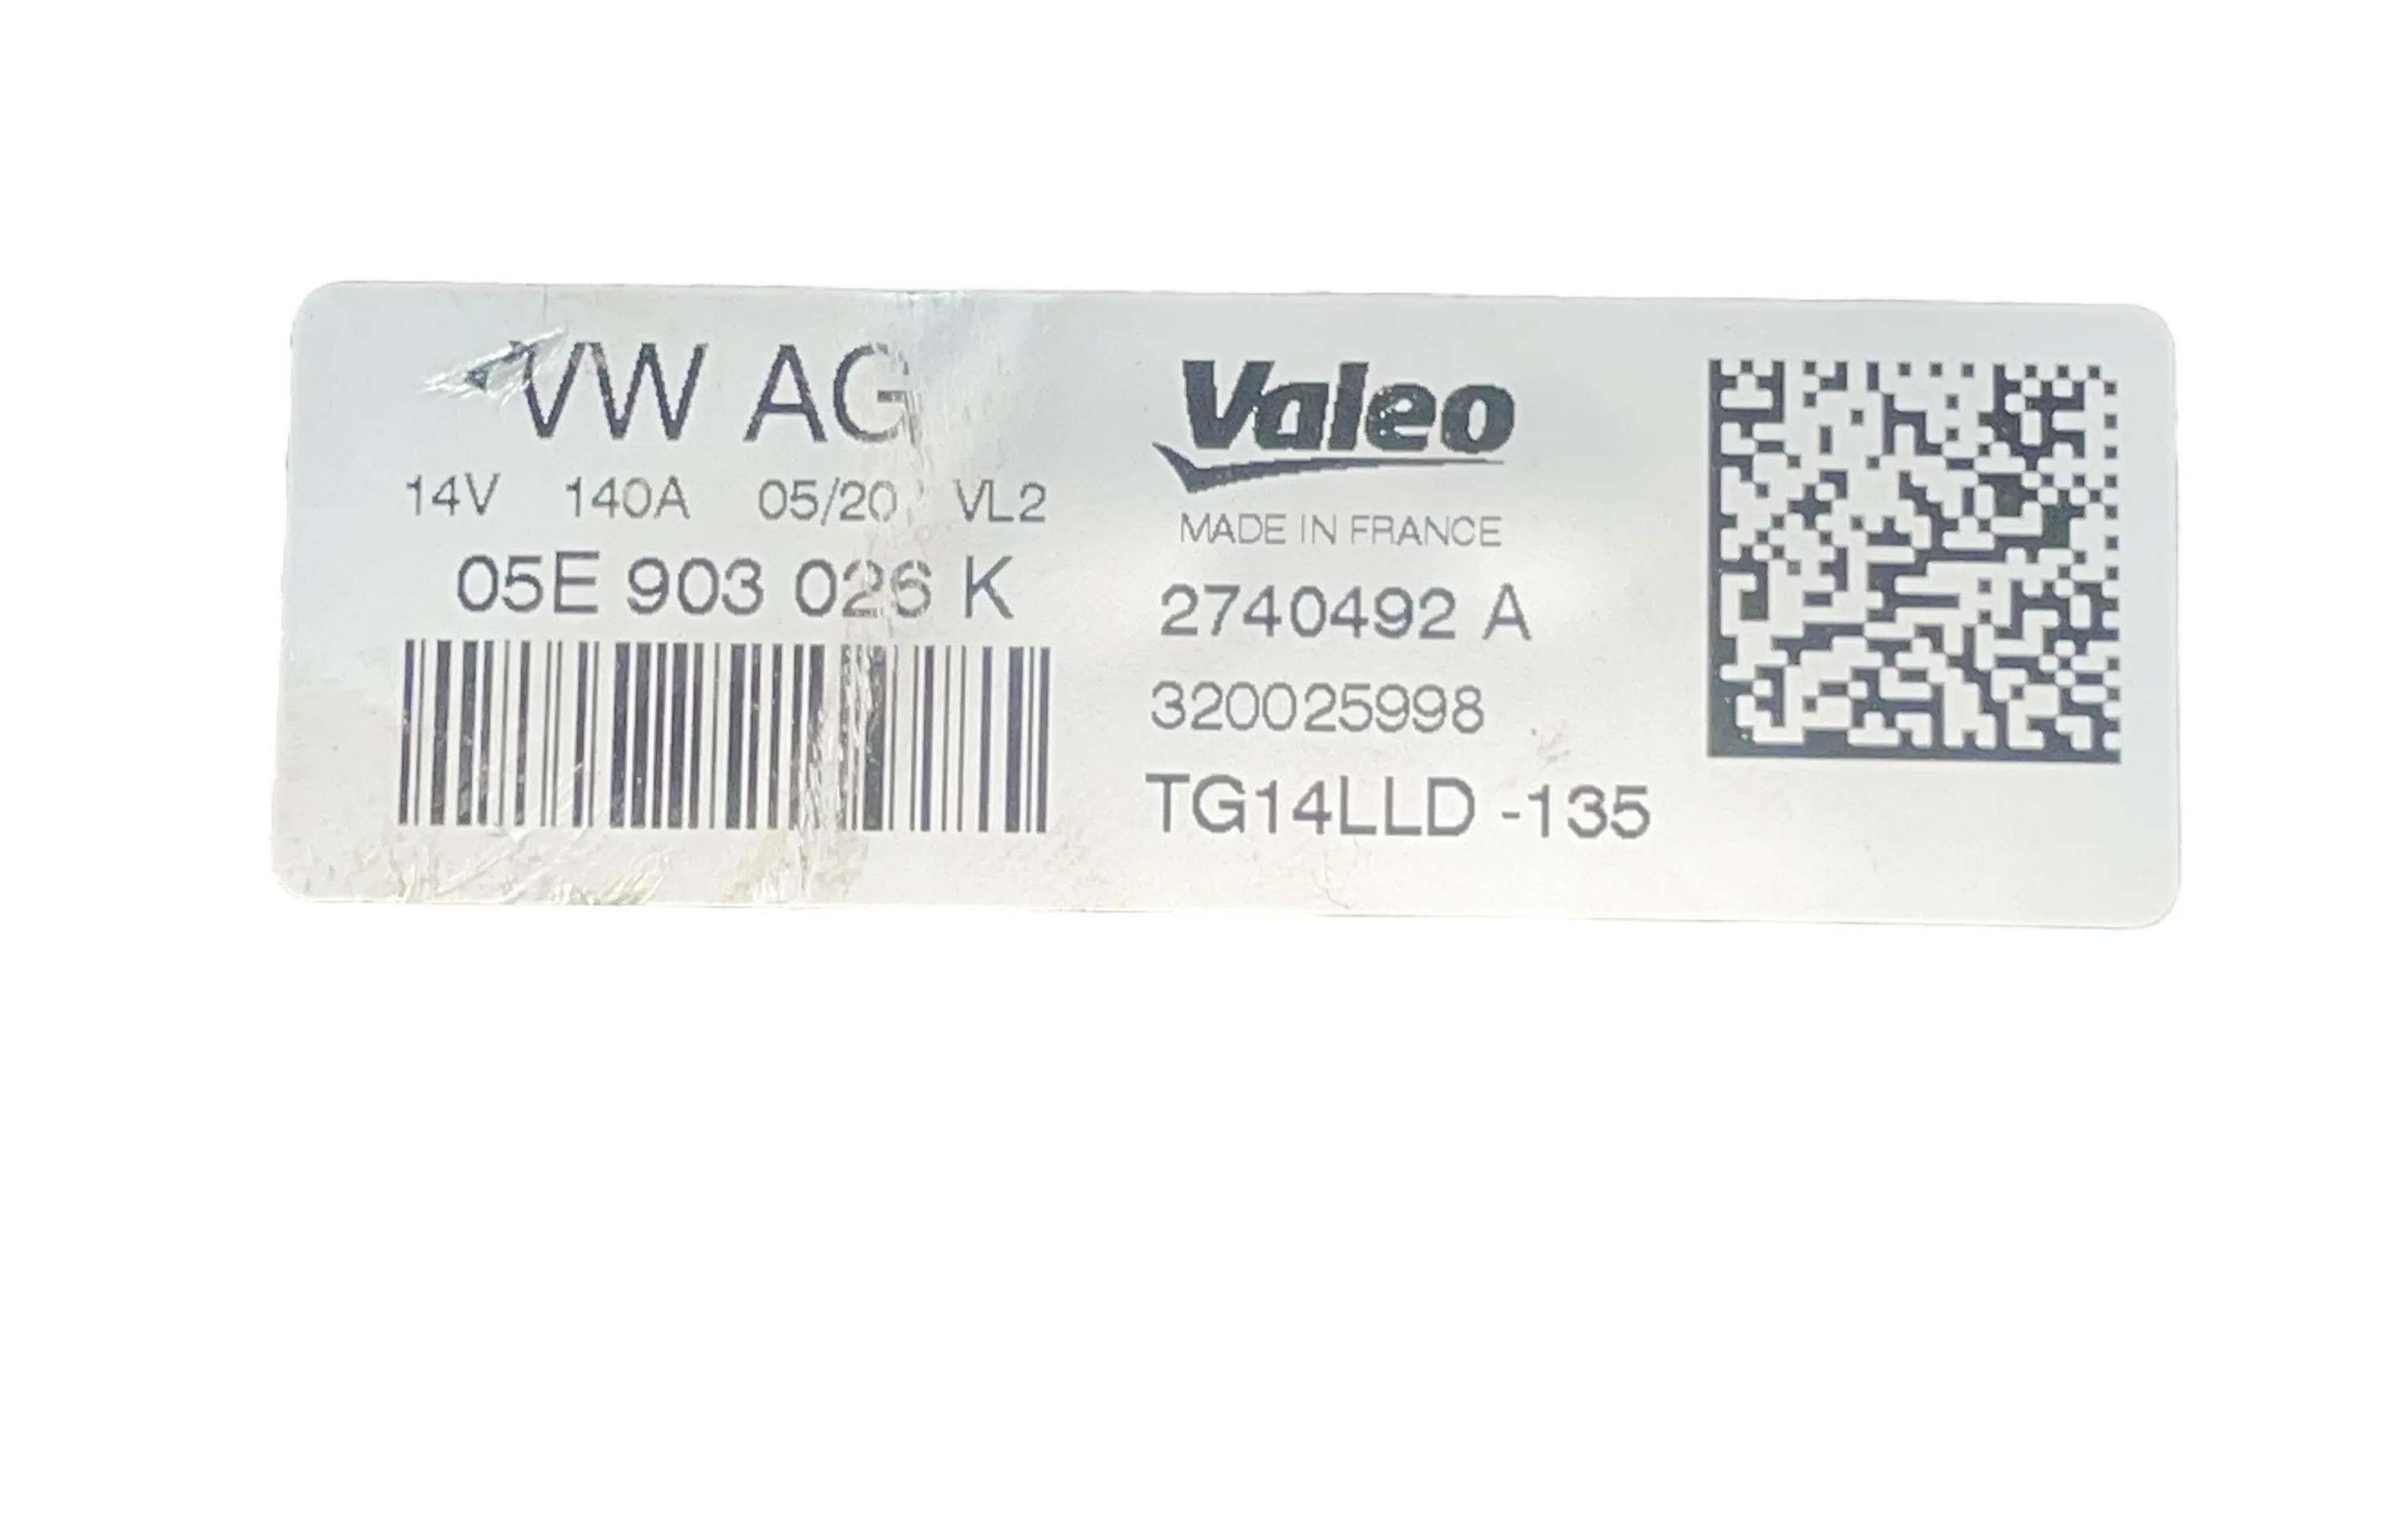 VW AG
14V 140A 05/20 VL2
05E 903 026 K
Valeo
MADE IN FRANCE
2740492 A
320025998
TG14LLD -135